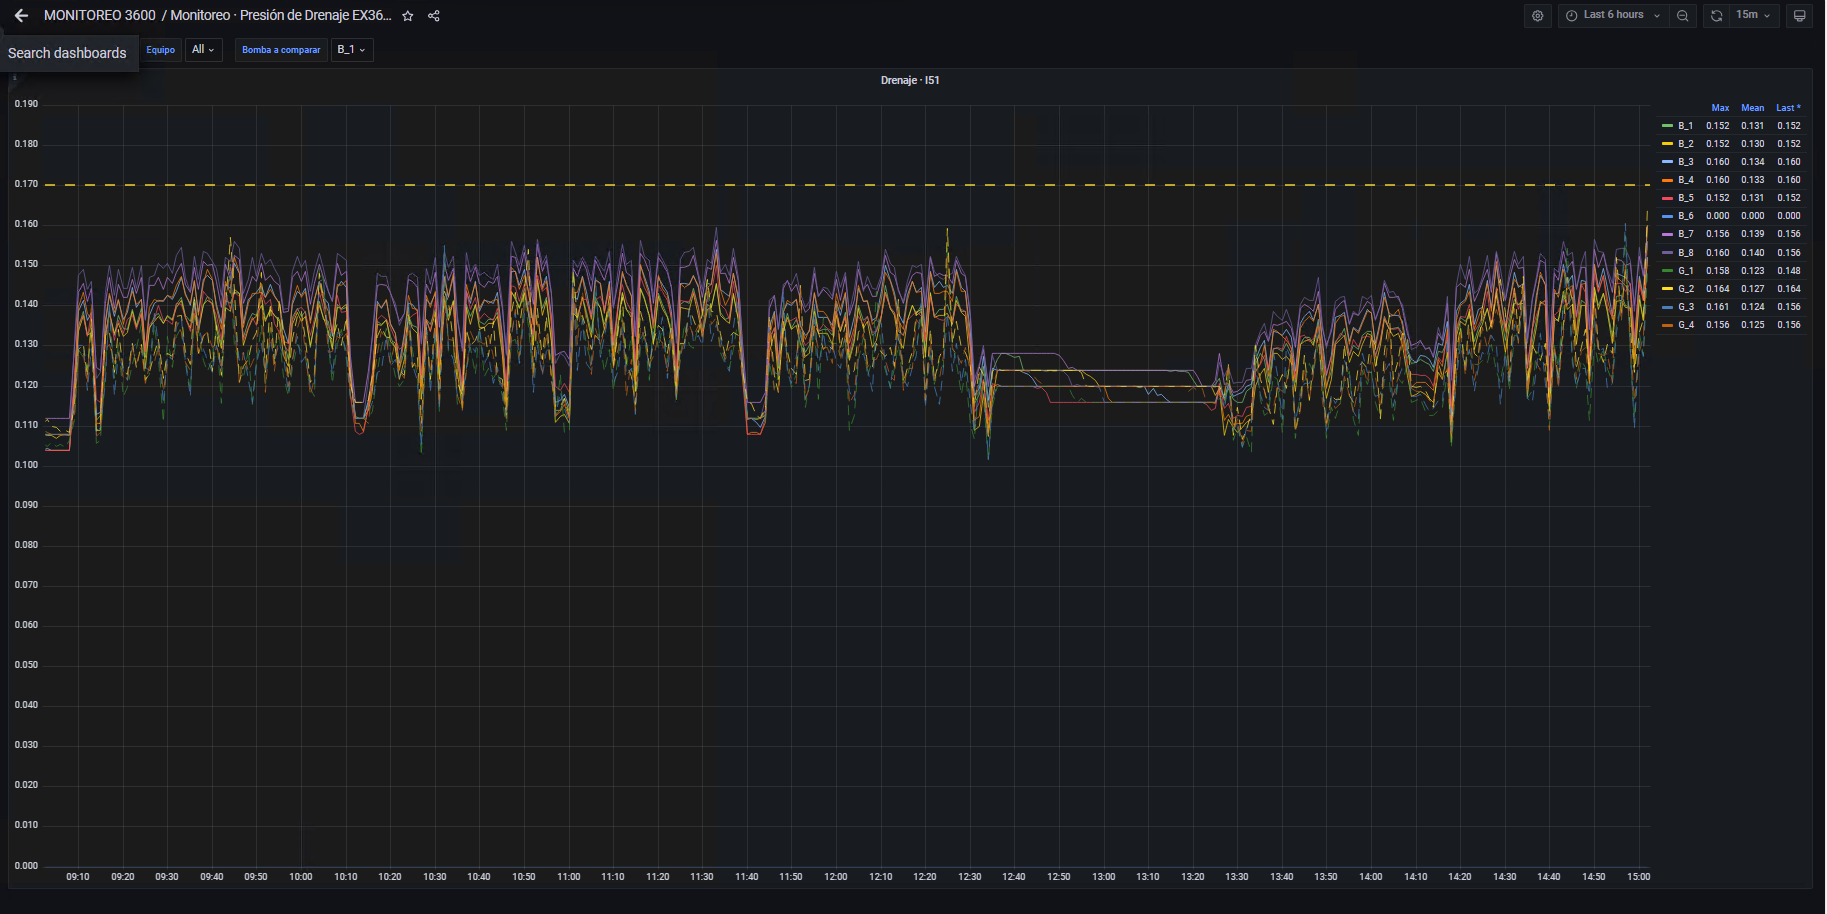 MONITOREO 3600 / Monitoreo · Presión de Drenaje EX36...
Last 6 hours
15m
Search dashboards
Equipo All
Bomba a comparar B_1
Drenaje · I51
Max Mean Last *
B_1 0.152 0.131 0.152
B_2 0.152 0.130 0.152
B_3 0.160 0.134 0.160
B_4 0.160 0.133 0.160
B_5 0.152 0.131 0.152
B_6 0.000 0.000 0.000
B_7 0.156 0.139 0.156
B_8 0.160 0.140 0.156
G_1 0.158 0.123 0.148
G_2 0.164 0.127 0.164
G_3 0.161 0.124 0.156
G_4 0.156 0.125 0.156
0.190
0.180
0.170
0.160
0.150
0.140
0.130
0.120
0.110
0.100
0.090
0.080
0.070
0.060
0.050
0.040
0.030
0.020
0.010
0.000
09:10 09:20 09:30 09:40 09:50 10:00 10:10 10:20 10:30 10:40 10:50 11:00 11:10 11:20 11:30 11:40 11:50 12:00 12:10 12:20 12:30 12:40 12:50 13:00 13:10 13:20 13:30 13:40 13:50 14:00 14:10 14:20 14:30 14:40 14:50 15:00